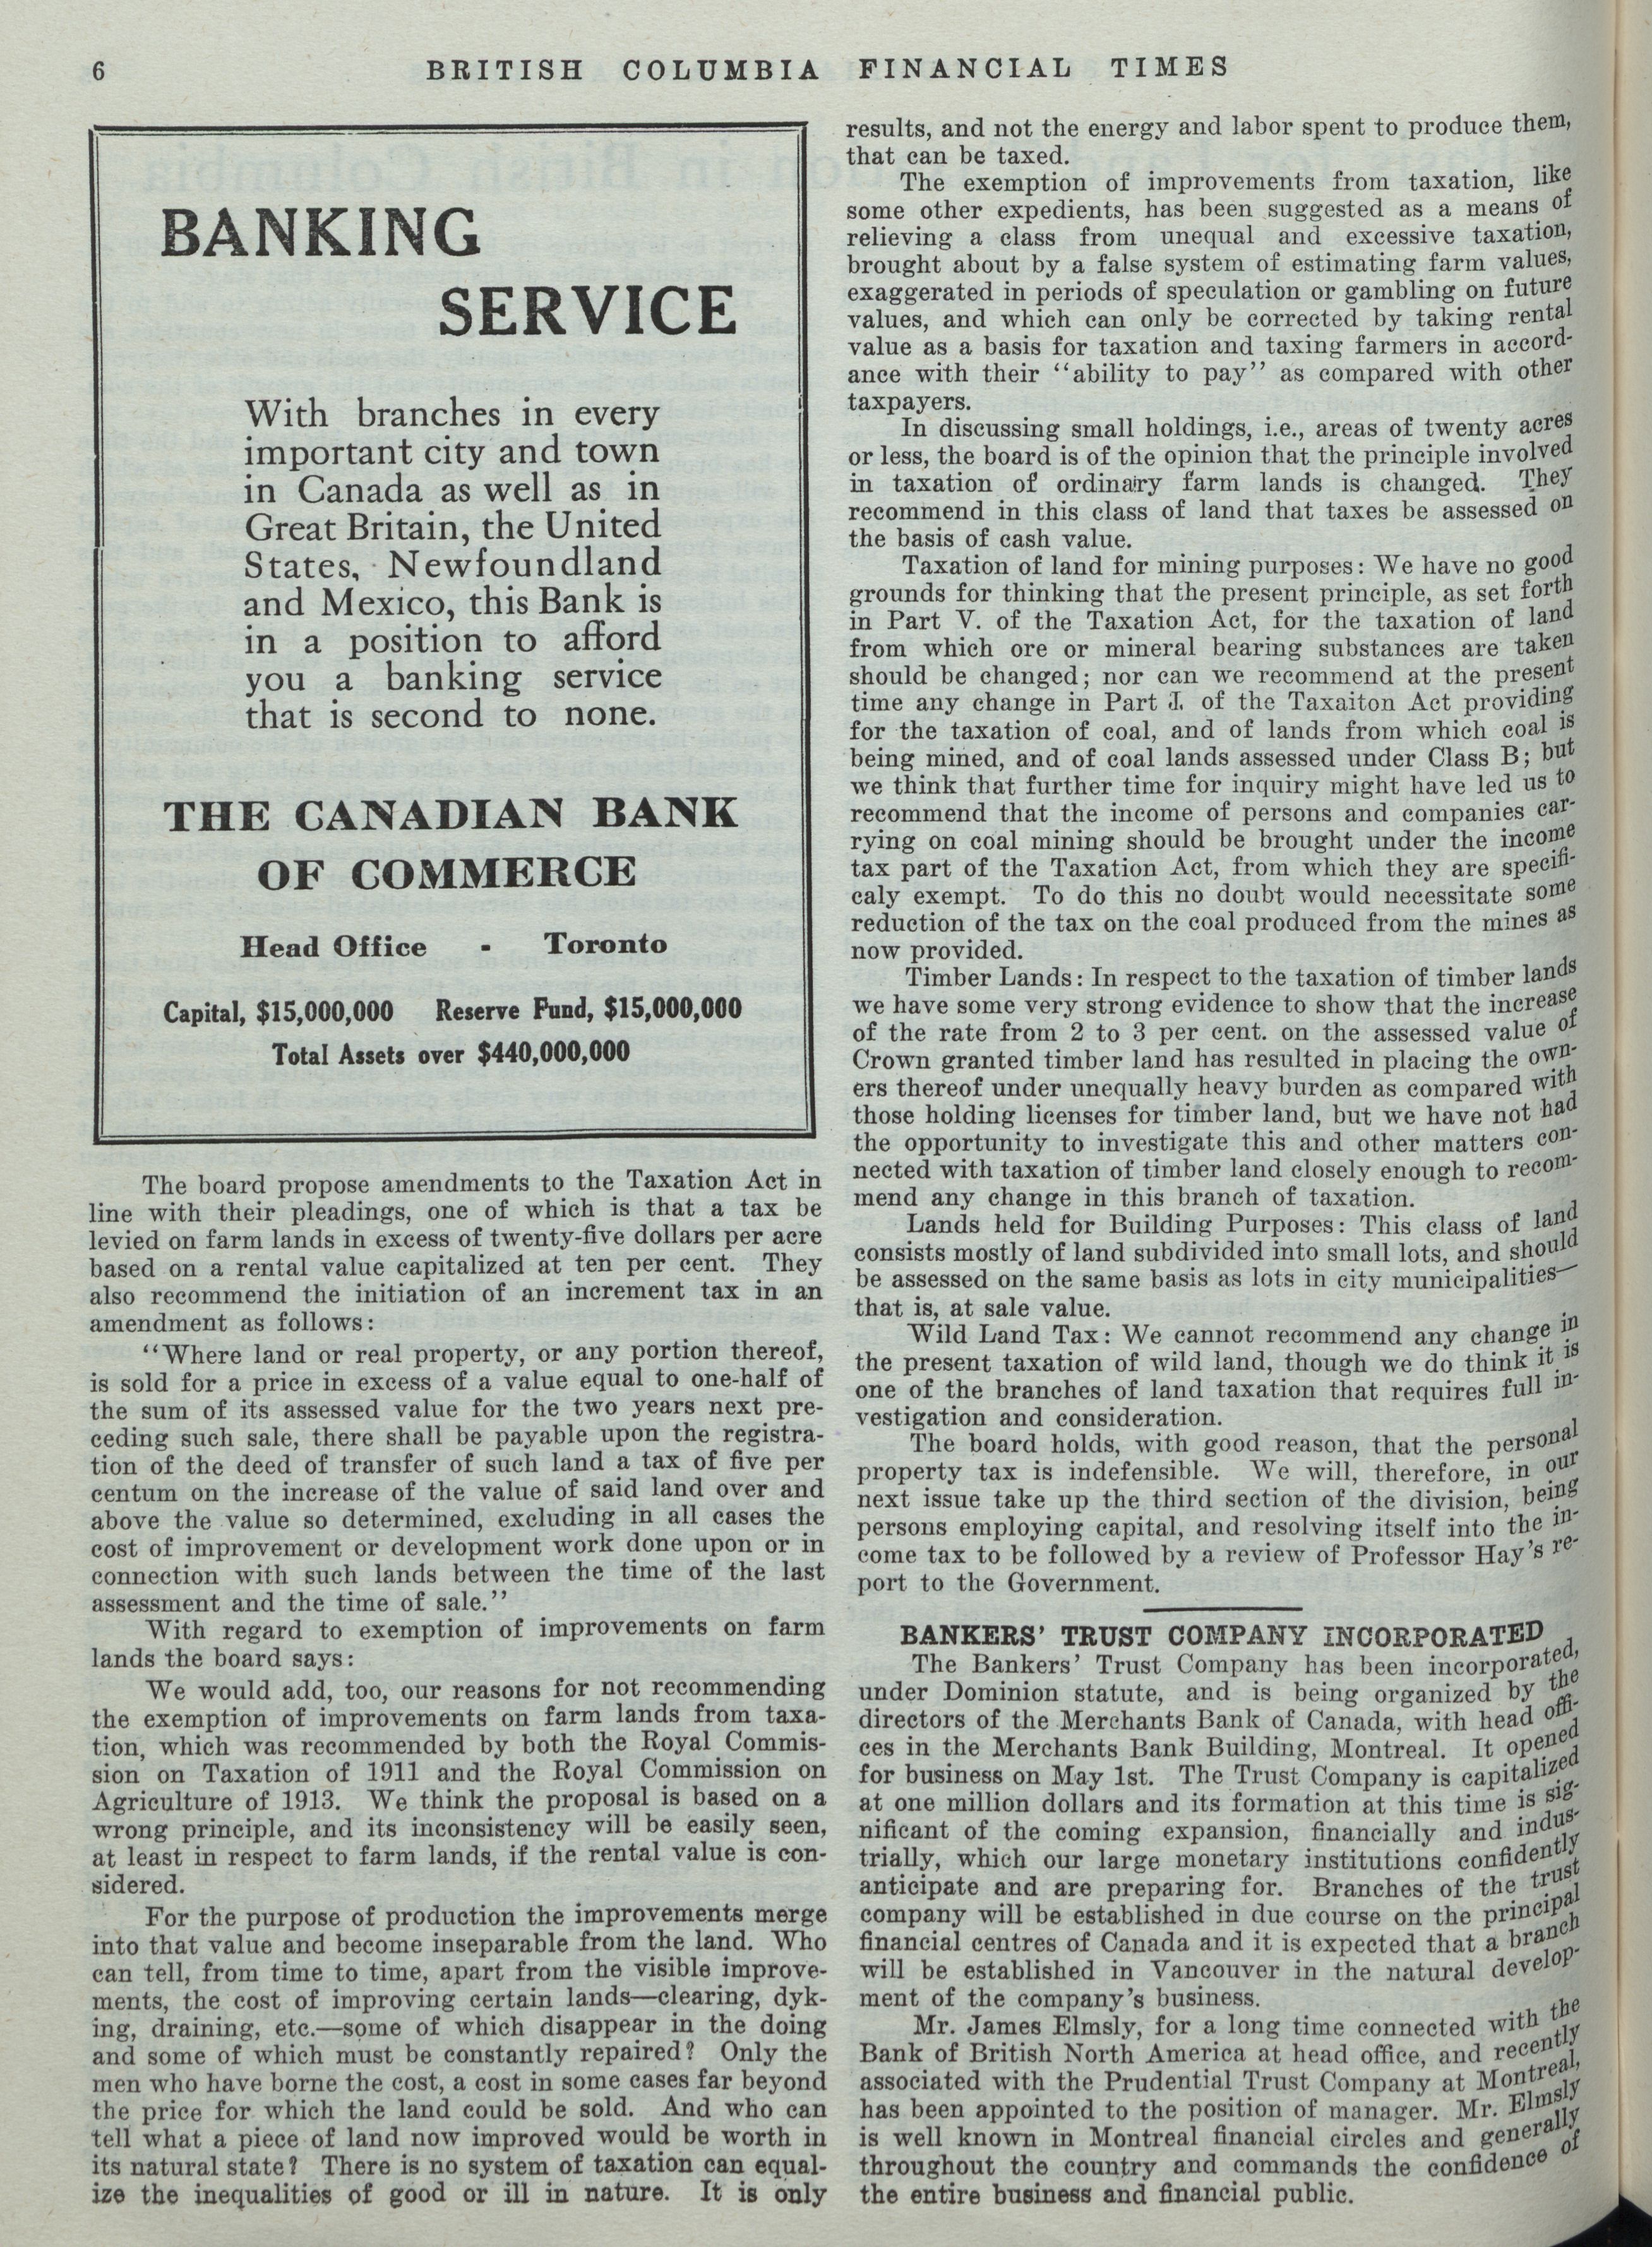 6
BRITISH COLUMBIA FINANCIAL TIMES
BANKING
SERVICE
With branches in every
important city and town
in Canada as well as in
Great Britain, the United
States, Newfoundland
and Mexico, this Bank is
in a position to afford
you a banking service
that is second to none.
THE CANADIAN BANK
OF COMMERCE
Head Office - Toronto
Capital, $15,000,000 Reserve Fund, $15,000,000
Total Assets over $440,000,000
The board propose amendments to the Taxation Act in
line with their pleadings, one of which is that a tax be
levied on farm lands in excess of twenty-five dollars per acre
based on a rental value capitalized at ten per cent. They
also recommend the initiation of an increment tax in an
amendment as follows:
"Where land or real property, or any portion thereof,
is sold for a price in excess of a value equal to one-half of
the sum of its assessed value for the two years next pre-
ceding such sale, there shall be payable upon the registra-
tion of the deed of transfer of such land a tax of five per
centum on the increase of the value of said land over and
above the value so determined, excluding in all cases the
cost of improvement or development work done upon or in
connection with such lands between the time of the last
assessment and the time of sale."
With regard to exemption of improvements on farm
lands the board says:
We would add, too, our reasons for not recommending
the exemption of improvements on farm lands from taxa-
tion, which was recommended by both the Royal Commis-
sion on Taxation of 1911 and the Royal Commission on
Agriculture of 1913. We think the proposal is based on a
wrong principle, and its inconsistency will be easily seen,
at least in respect to farm lands, if the rental value is con-
sidered.
For the purpose of production the improvements merge
into that value and become inseparable from the land. Who
can tell, from time to time, apart from the visible improve-
ments, the cost of improving certain lands—clearing, dyk-
ing, draining, etc.—some of which disappear in the doing
and some of which must be constantly repaired? Only the
men who have borne the cost, a cost in some cases far beyond
the price for which the land could be sold. And who can
tell what a piece of land now improved would be worth in
its natural state? There is no system of taxation can equal-
ize the inequalities of good or ill in nature. It is only
results, and not the energy and labor spent to produce them,
that can be taxed.
The exemption of improvements from taxation, like
some other expedients, has been suggested as a means of
relieving a class from unequal and excessive taxation,
brought about by a false system of estimating farm values,
exaggerated in periods of speculation or gambling on future
values, and which can only be corrected by taking rental
value as a basis for taxation and taxing farmers in accord-
ance with their "ability to pay" as compared with other
taxpayers.
In discussing small holdings, i.e., areas of twenty acres
or less, the board is of the opinion that the principle involved
in taxation of ordinary farm lands is changed. They
recommend in this class of land that taxes be assessed on
the basis of cash value.
Taxation of land for mining purposes: We have no good
grounds for thinking that the present principle, as set forth
in Part V. of the Taxation Act, for the taxation of land
from which ore or mineral bearing substances are taken
should be changed; nor can we recommend at the present
time any change in Part I. of the Taxaiton Act providing
for the taxation of coal, and of lands from which coal is
being mined, and of coal lands assessed under Class B; but
we think that further time for inquiry might have led us to
recommend that the income of persons and companies car-
rying on coal mining should be brought under the income
tax part of the Taxation Act, from which they are specifi-
caly exempt. To do this no doubt would necessitate some
reduction of the tax on the coal produced from the mines as
now provided.
Timber Lands: In respect to the taxation of timber lands
we have some very strong evidence to show that the increase
of the rate from 2 to 3 per cent. on the assessed value of
Crown granted timber land has resulted in placing the own-
ers thereof under unequally heavy burden as compared with
those holding licenses for timber land, but we have not had
the opportunity to investigate this and other matters con-
nected with taxation of timber land closely enough to recom-
mend any change in this branch of taxation.
Lands held for Building Purposes: This class of land
consists mostly of land subdivided into small lots, and should
be assessed on the same basis as lots in city municipalities—
that is, at sale value.
Wild Land Tax: We cannot recommend any change in
the present taxation of wild land, though we do think it is
one of the branches of land taxation that requires full in-
vestigation and consideration.
The board holds, with good reason, that the personal
property tax is indefensible. We will, therefore, in our
next issue take up the third section of the division, being
persons employing capital, and resolving itself into the in-
come tax to be followed by a review of Professor Hay's re-
port to the Government.
BANKERS' TRUST COMPANY INCORPORATED
The Bankers' Trust Company has been incorporated,
under Dominion statute, and is being organized by the
directors of the Merchants Bank of Canada, with head offi-
ces in the Merchants Bank Building, Montreal. It opened
for business on May 1st. The Trust Company is capitalized
at one million dollars and its formation at this time is sig-
nificant of the coming expansion, financially and indus-
trially, which our large monetary institutions confidently
anticipate and are preparing for. Branches of the trust
company will be established in due course on the principal
financial centres of Canada and it is expected that a branch
will be established in Vancouver in the natural develop-
ment of the company's business.
Mr. James Elmsly, for a long time connected with the
Bank of British North America at head office, and recently
associated with the Prudential Trust Company at Montreal,
has been appointed to the position of manager. Mr. Elmsly
is well known in Montreal financial circles and generally
throughout the country and commands the confidence of
the entire business and financial public.